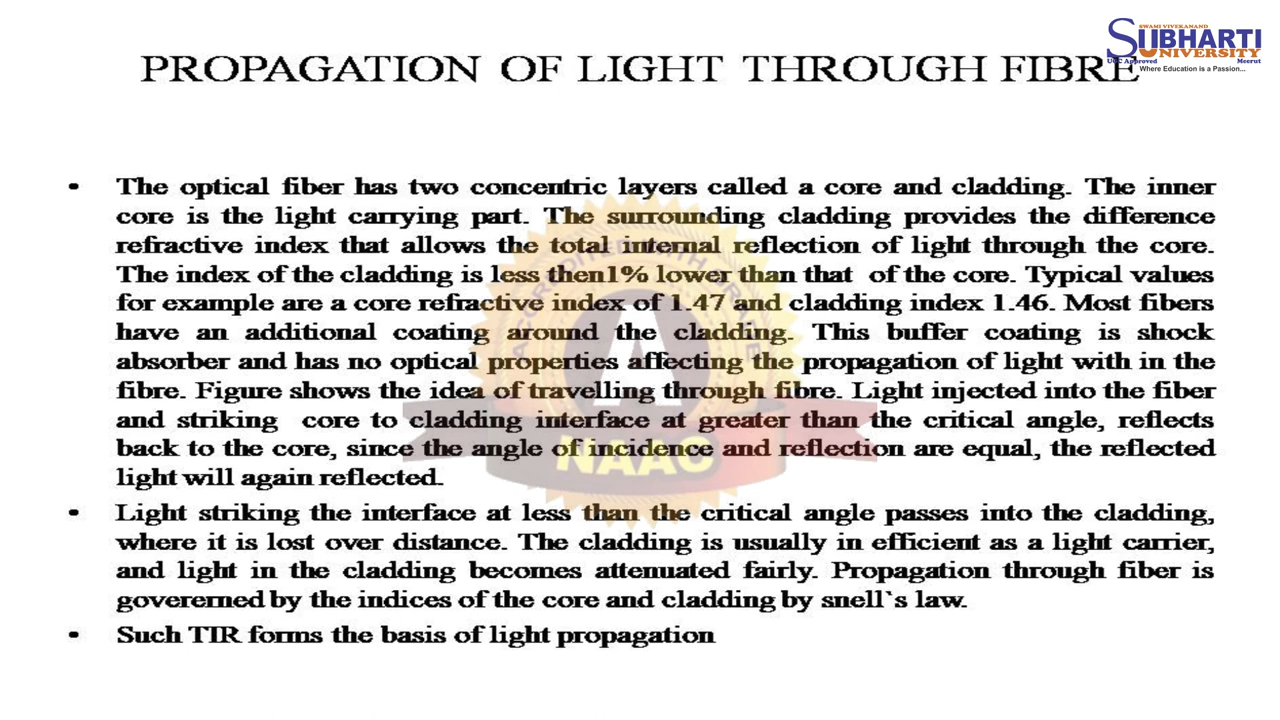 SWAMI VIVEKANAND
SUBHARTI
UNIVERSITY
UGC Approved Meerut
Where Education is a Passion...
PROPAGATION OF LIGHT THROUGH FIBRE
• The optical fiber has two concentric layers called a core and cladding. The inner
core is the light carrying part. The surrounding cladding provides the difference
refractive index that allows the total internal reflection of light through the core.
The index of the cladding is less then1% lower than that of the core. Typical values
for example are a core refractive index of 1.47 and cladding index 1.46. Most fibers
have an additional coating around the cladding. This buffer coating is shock
absorber and has no optical properties affecting the propagation of light with in the
fibre. Figure shows the idea of travelling through fibre. Light injected into the fiber
and striking core to cladding interface at greater than the critical angle, reflects
back to the core, since the angle of incidence and reflection are equal, the reflected
light will again reflected.
• Light striking the interface at less than the critical angle passes into the cladding,
where it is lost over distance. The cladding is usually in efficient as a light carrier,
and light in the cladding becomes attenuated fairly. Propagation through fiber is
govererned by the indices of the core and cladding by snell`s law.
• Such TIR forms the basis of light propagation
ACCREDITED WITH GRADE
A
NAAC